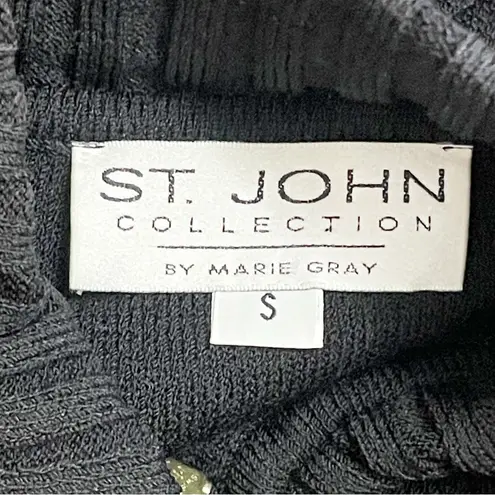 ST. JOHN
COLLECTION
BY MARIE GRAY
S